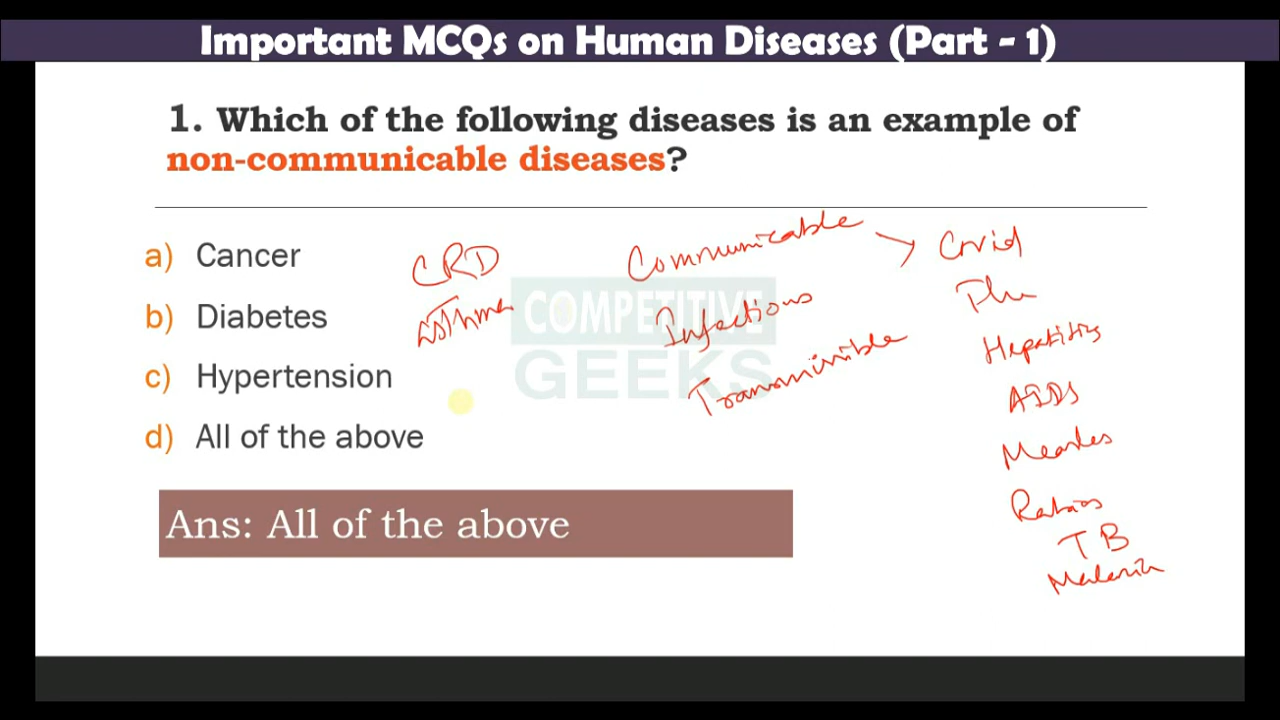 Important MCQs on Human Diseases (Part - 1)
1. Which of the following diseases is an example of
non-communicable diseases?
a) Cancer
b) Diabetes
c) Hypertension
d) All of the above
CRD
Asthma
Communicable
Infectious
Transmissible
Covid
Flu
Hepatitis
AIDS
Measles
Rabies
TB
Malaria
COMPETITIVE
GEEKS
Ans: All of the above